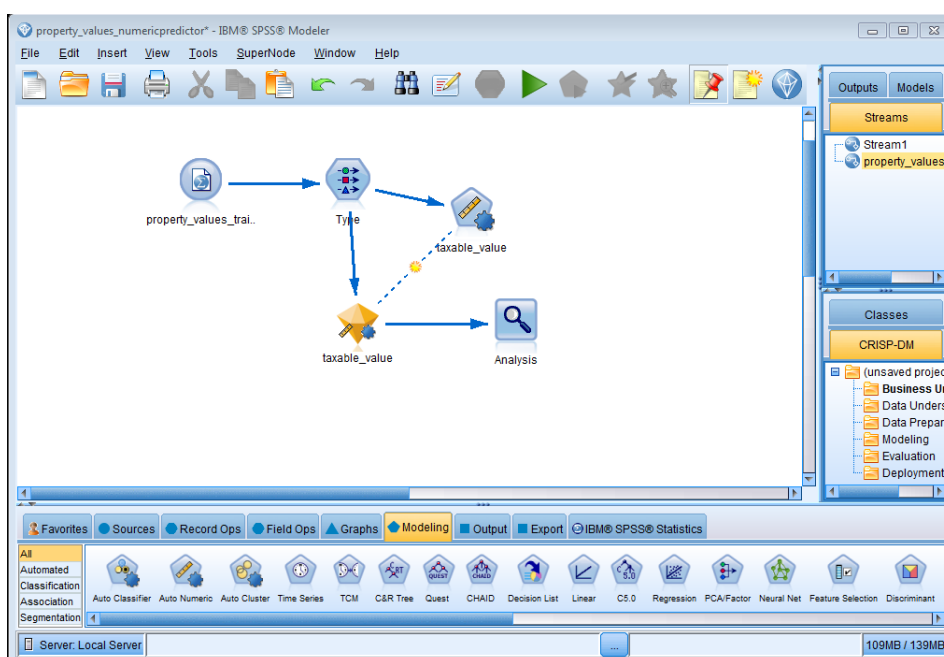 property_values_numericpredictor* - IBM® SPSS® Modeler
File Edit Insert View Tools SuperNode Window Help
Outputs Models
Streams
Stream1
property_values
property_values_trai..
Type
taxable_value
taxable_value
Analysis
Classes
CRISP-DM
(unsaved projec
Business Un
Data Unders
Data Prepar
Modeling
Evaluation
Deployment
Favorites Sources Record Ops Field Ops Graphs Modeling Output Export IBM® SPSS® Statistics
All
Automated
Classification
Association
Segmentation
C&RT QUEST CHAID C5.0
Auto Classifier Auto Numeric Auto Cluster Time Series TCM C&R Tree Quest CHAID Decision List Linear C5.0 Regression PCA/Factor Neural Net Feature Selection Discriminant
Server: Local Server ... 109MB / 139MB